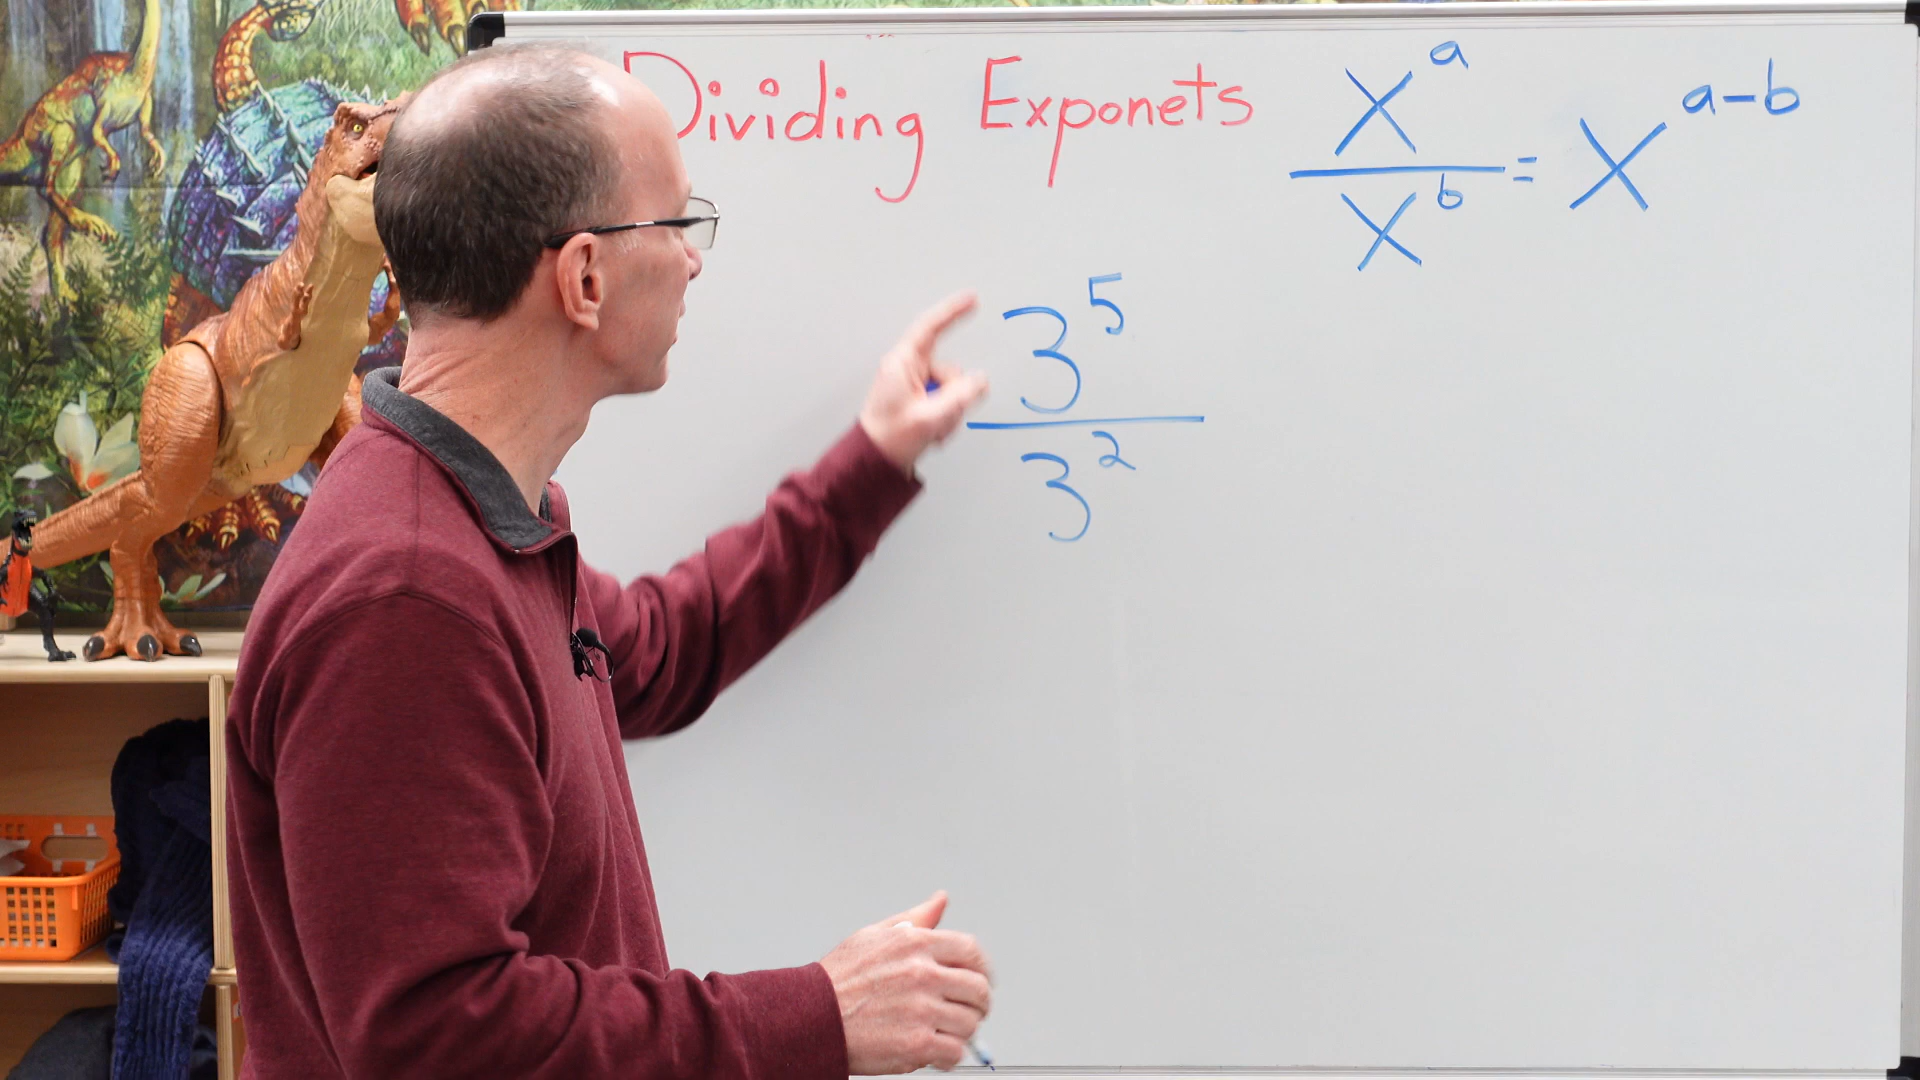 Dividing Exponets
x^a / x^b = x^(a-b)
3^5 / 3^2